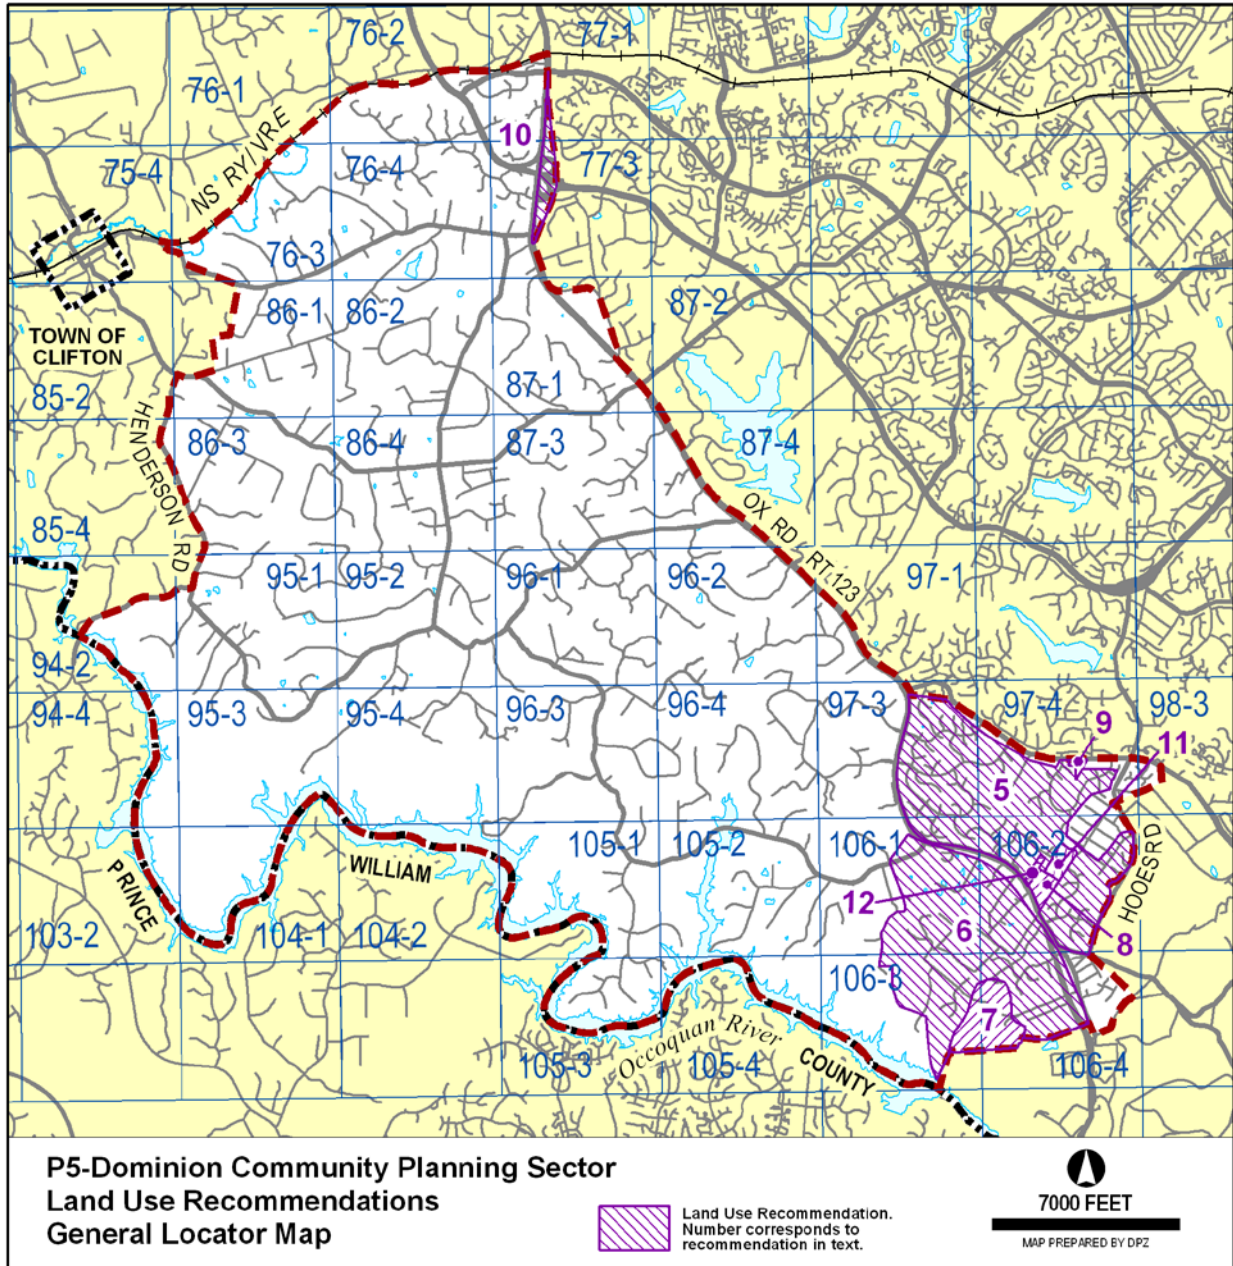 76-2
77-1
76-1
10
NS RY/VRE
75-4
76-4
77-3
76-3
86-1
86-2
87-2
TOWN OF
CLIFTON
87-1
85-2
HENDERSON RD
86-3
86-4
87-3
87-4
OX RD RT.123
85-4
95-1
95-2
96-1
96-2
97-1
94-2
94-4
95-3
95-4
96-3
96-4
97-3
97-4
98-3
9
11
5
105-1
105-2
106-1
106-2
HOOES RD
PRINCE
WILLIAM
12
103-2
104-1
104-2
6
8
106-3
7
Occoquan River
COUNTY
105-3
105-4
106-4
P5-Dominion Community Planning Sector
Land Use Recommendations
General Locator Map
Land Use Recommendation.
Number corresponds to
recommendation in text.
7000 FEET
MAP PREPARED BY DPZ